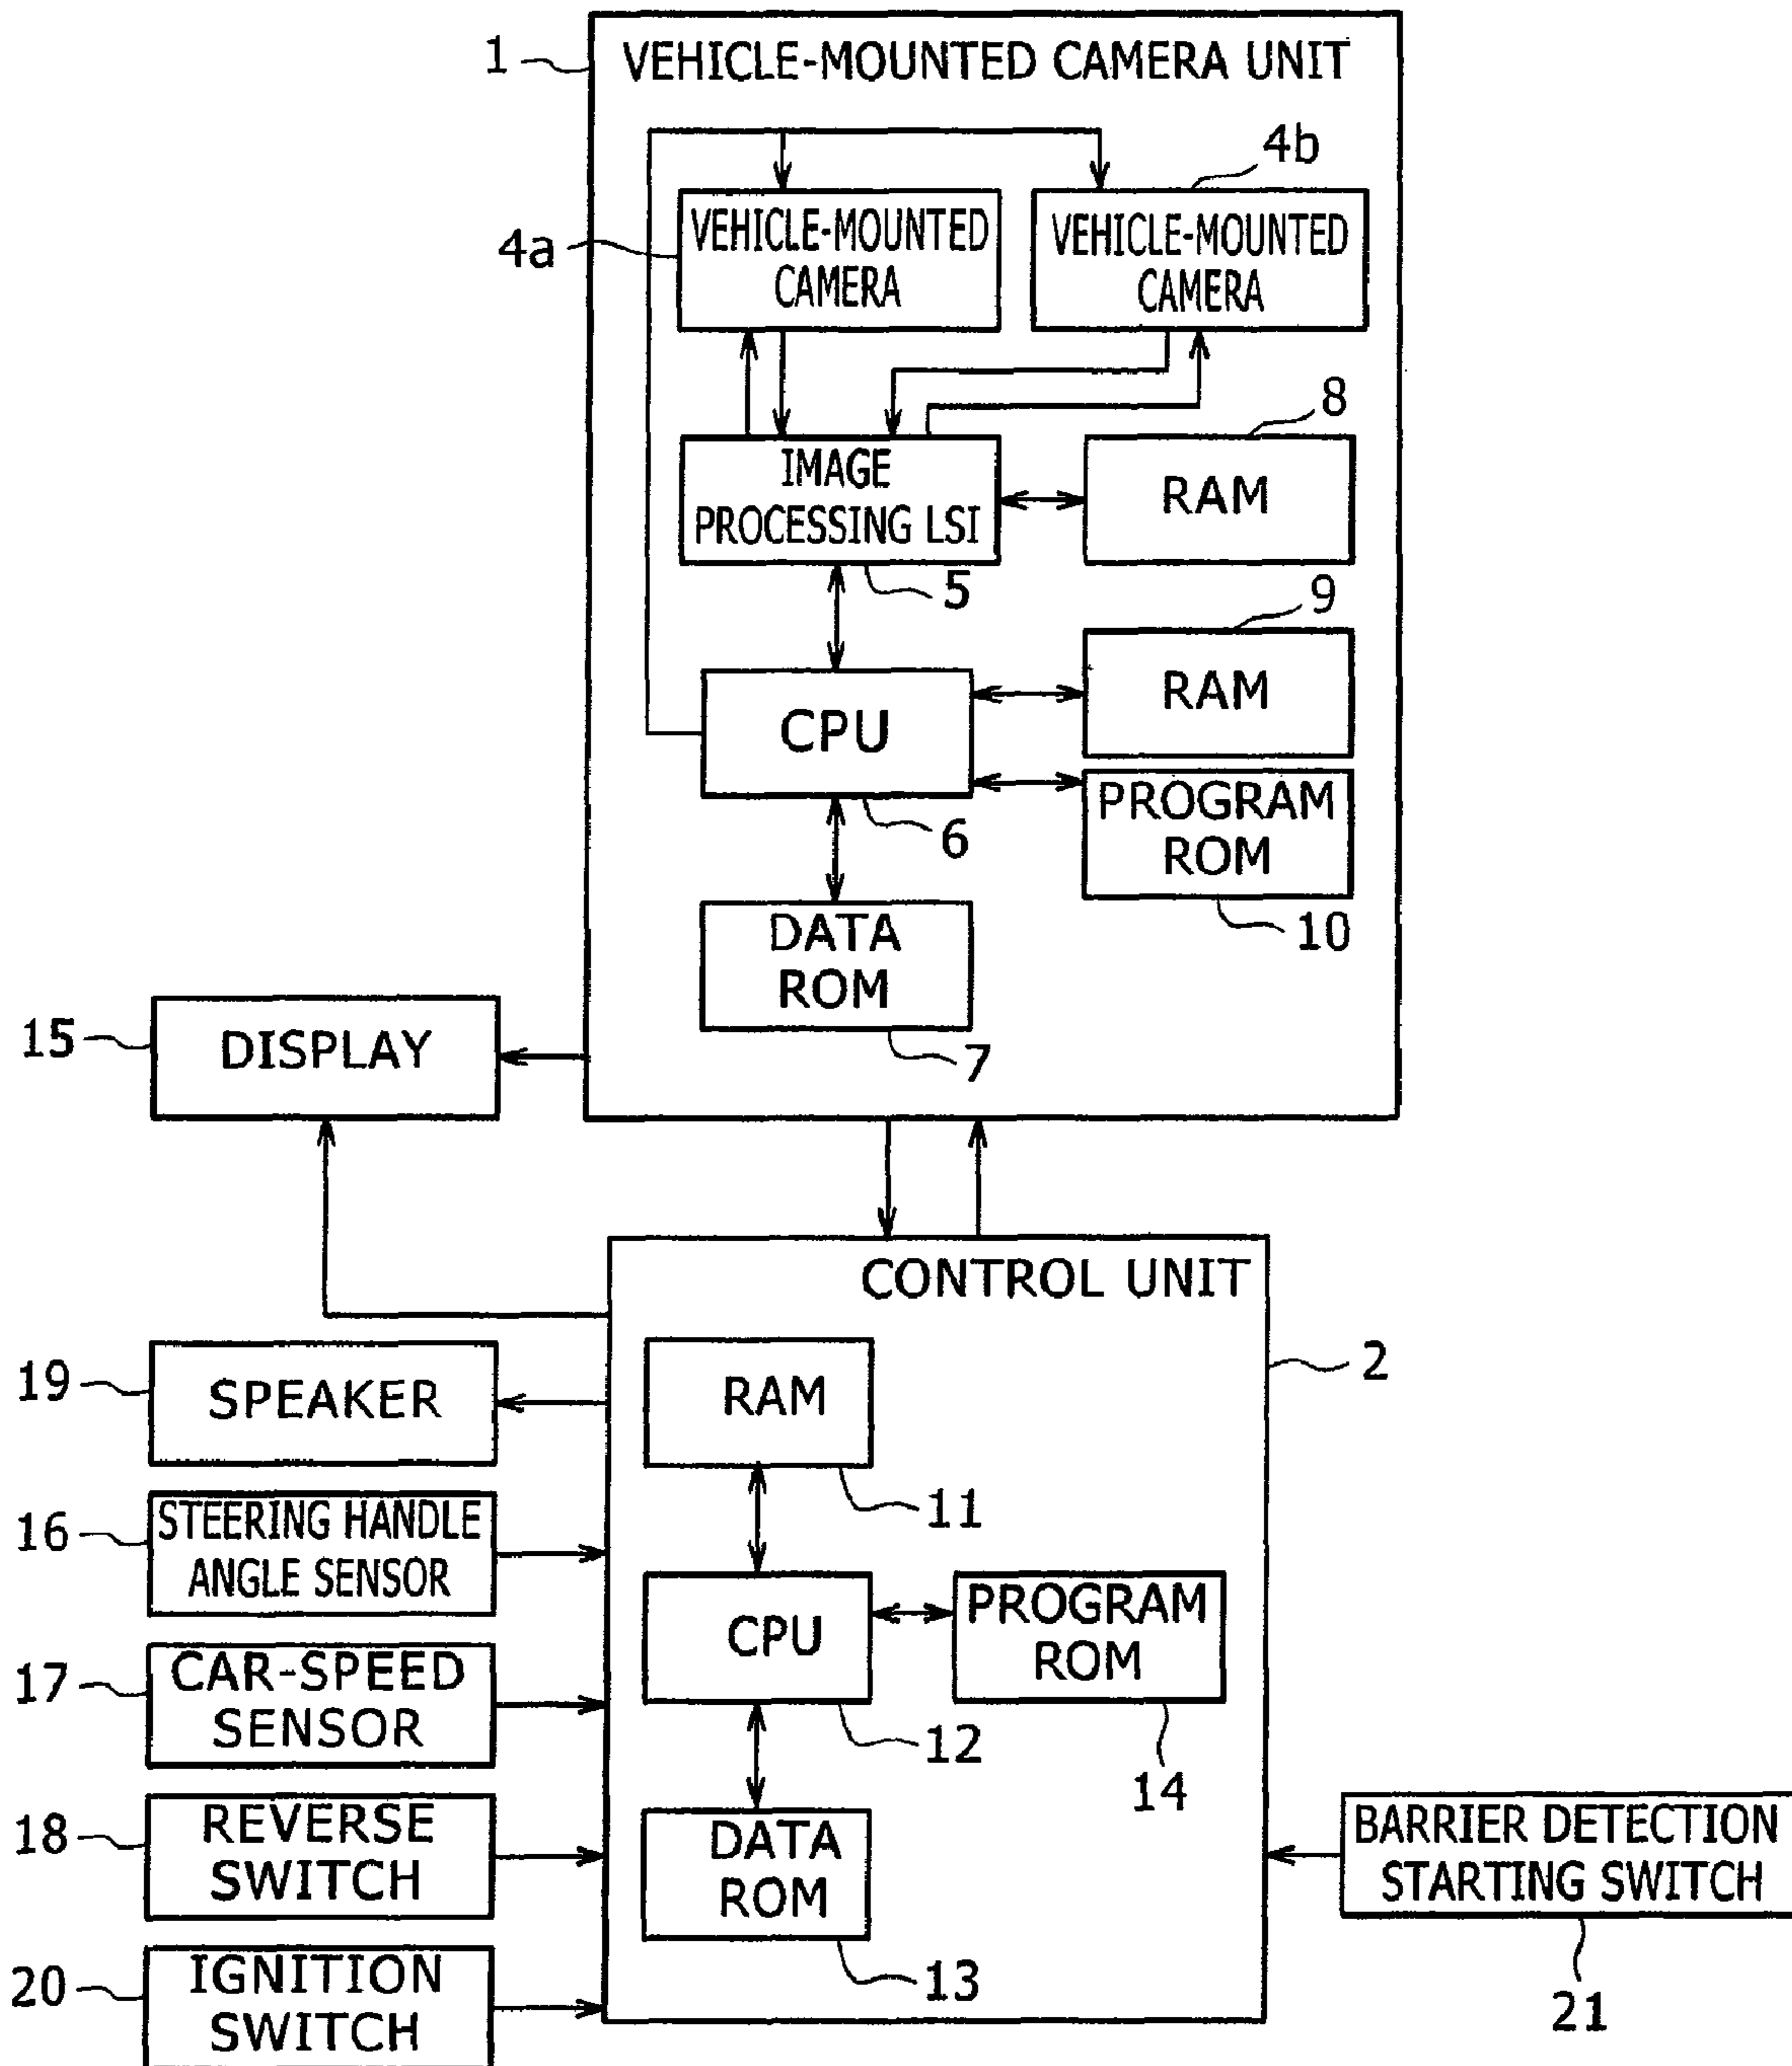 1
VEHICLE-MOUNTED CAMERA UNIT
4a
VEHICLE-MOUNTED
CAMERA
4b
VEHICLE-MOUNTED
CAMERA
IMAGE
PROCESSING LSI
5
8
RAM
9
RAM
CPU
6
PROGRAM
ROM
10
DATA
ROM
7
15
DISPLAY
CONTROL UNIT
2
19
SPEAKER
RAM
11
16
STEERING HANDLE
ANGLE SENSOR
CPU
12
PROGRAM
ROM
14
17
CAR-SPEED
SENSOR
18
REVERSE
SWITCH
DATA
ROM
13
BARRIER DETECTION
STARTING SWITCH
21
20
IGNITION
SWITCH